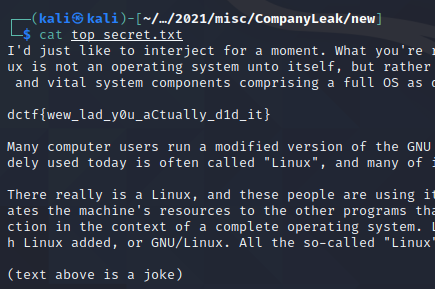 ┌──(kali㉿kali)-[~/…/2021/misc/CompanyLeak/new]
└─$ cat top_secret.txt
I'd just like to interject for a moment. What you're r
ux is not an operating system unto itself, but rather
 and vital system components comprising a full OS as d

dctf{wew_lad_y0u_aCtually_d1d_it}

Many computer users run a modified version of the GNU
dely used today is often called "Linux", and many of i

There really is a Linux, and these people are using it
ates the machine's resources to the other programs tha
ction in the context of a complete operating system. L
h Linux added, or GNU/Linux. All the so-called "Linux"

(text above is a joke)